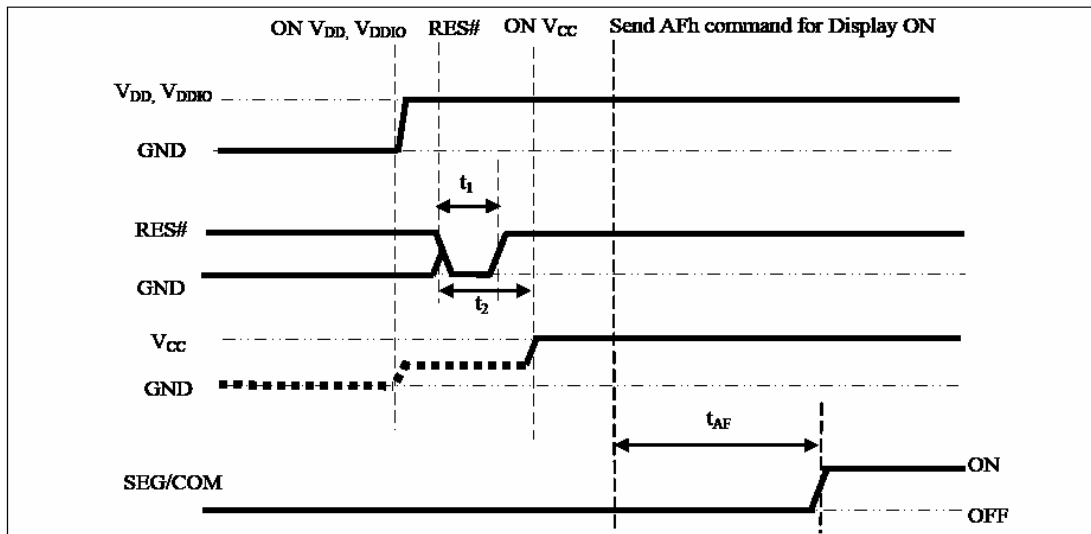 ON VDD, VDDIO RES# ON VCC Send AFh command for Display ON
VDD, VDDIO
GND
t1
RES#
GND
t2
VCC
GND
tAF
ON
SEG/COM
OFF